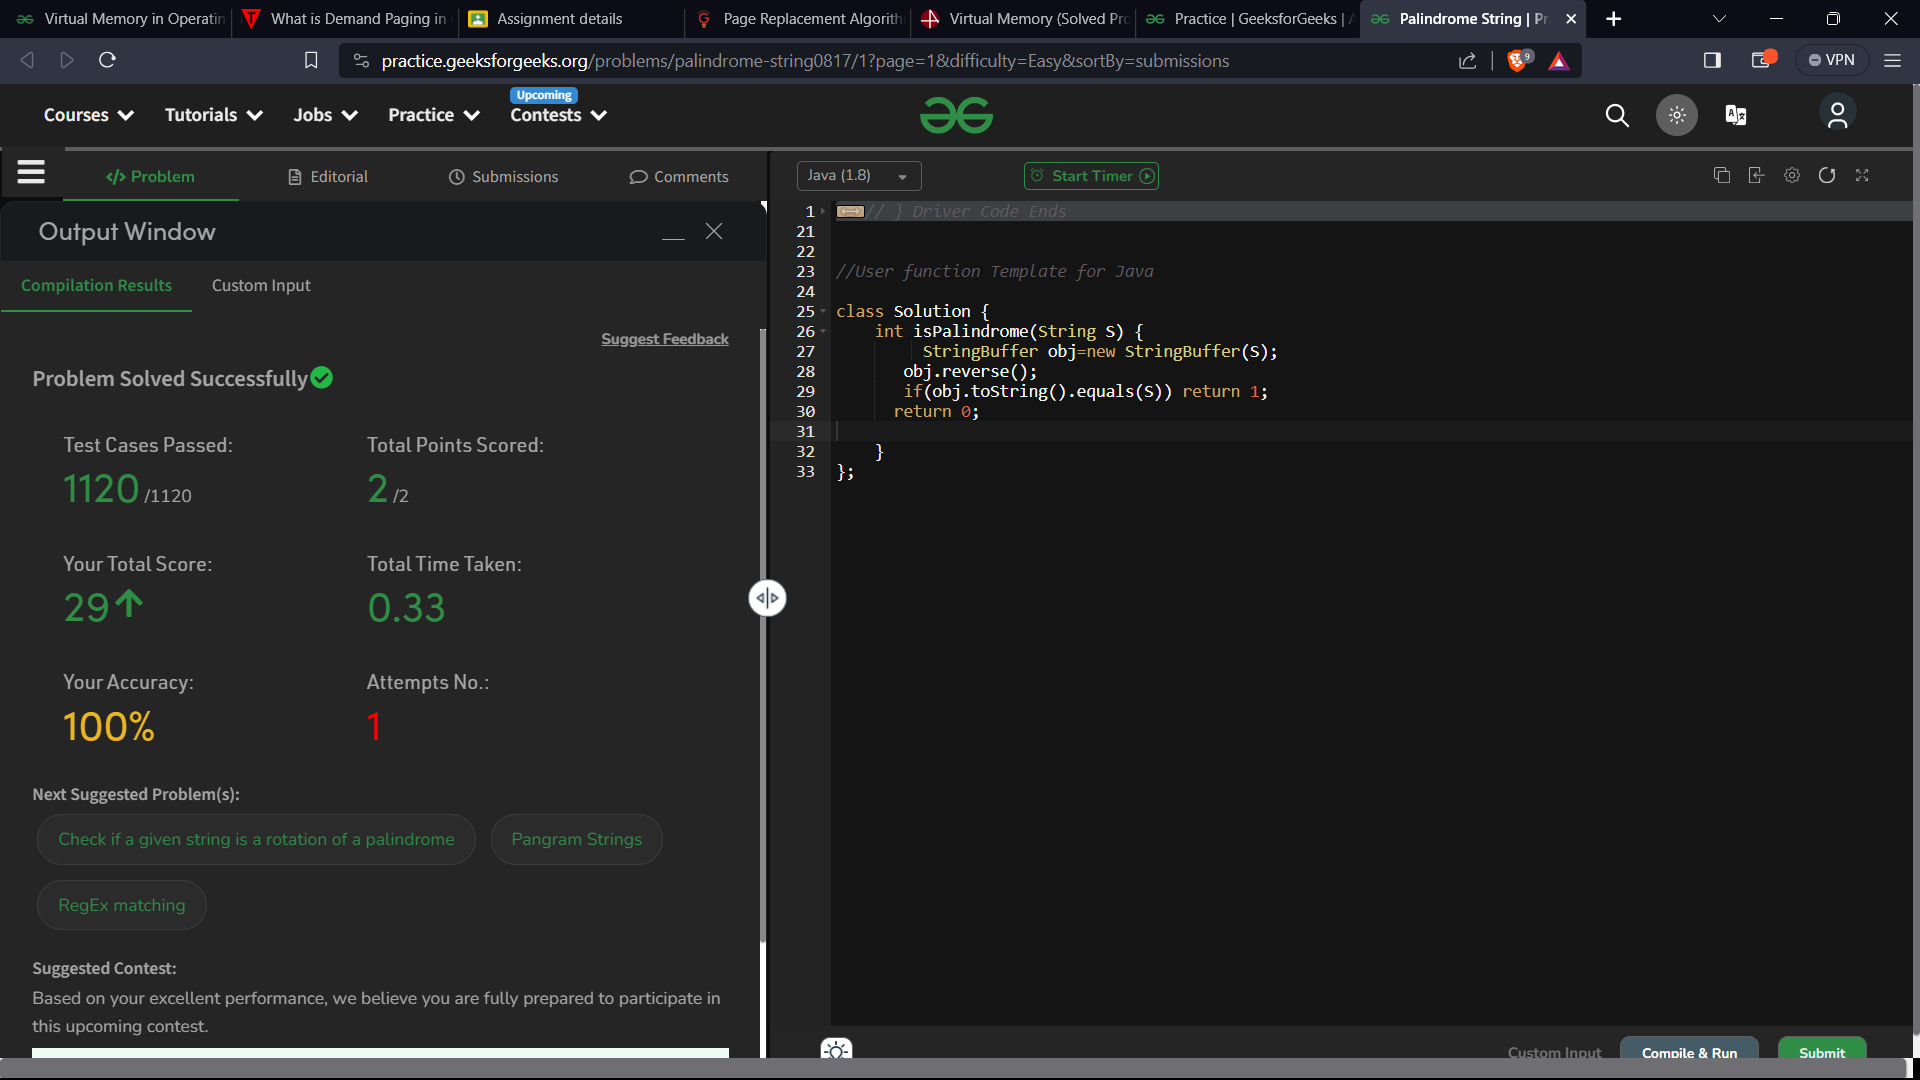 Virtual Memory in Operatin
What is Demand Paging in
Assignment details
Page Replacement Algorith
Virtual Memory (Solved Pro
Practice | GeeksforGeeks | A
Palindrome String | Pr
practice.geeksforgeeks.org/problems/palindrome-string0817/1?page=1&difficulty=Easy&sortBy=submissions
9
VPN
Courses
Tutorials
Jobs
Practice
Upcoming
Contests
</> Problem
Editorial
Submissions
Comments
Java (1.8)
Start Timer
Output Window
Compilation Results
Custom Input
Suggest Feedback
Problem Solved Successfully
Test Cases Passed:
1120 /1120
Total Points Scored:
2 /2
Your Total Score:
29
Total Time Taken:
0.33
Your Accuracy:
100%
Attempts No.:
1
Next Suggested Problem(s):
Check if a given string is a rotation of a palindrome
Pangram Strings
RegEx matching
Suggested Contest:
Based on your excellent performance, we believe you are fully prepared to participate in
this upcoming contest.
1 // } Driver Code Ends
21
22
23 //User function Template for Java
24
25 class Solution {
26 int isPalindrome(String S) {
27 StringBuffer obj=new StringBuffer(S);
28 obj.reverse();
29 if(obj.toString().equals(S)) return 1;
30 return 0;
31
32 }
33 };
Custom Input
Compile & Run
Submit